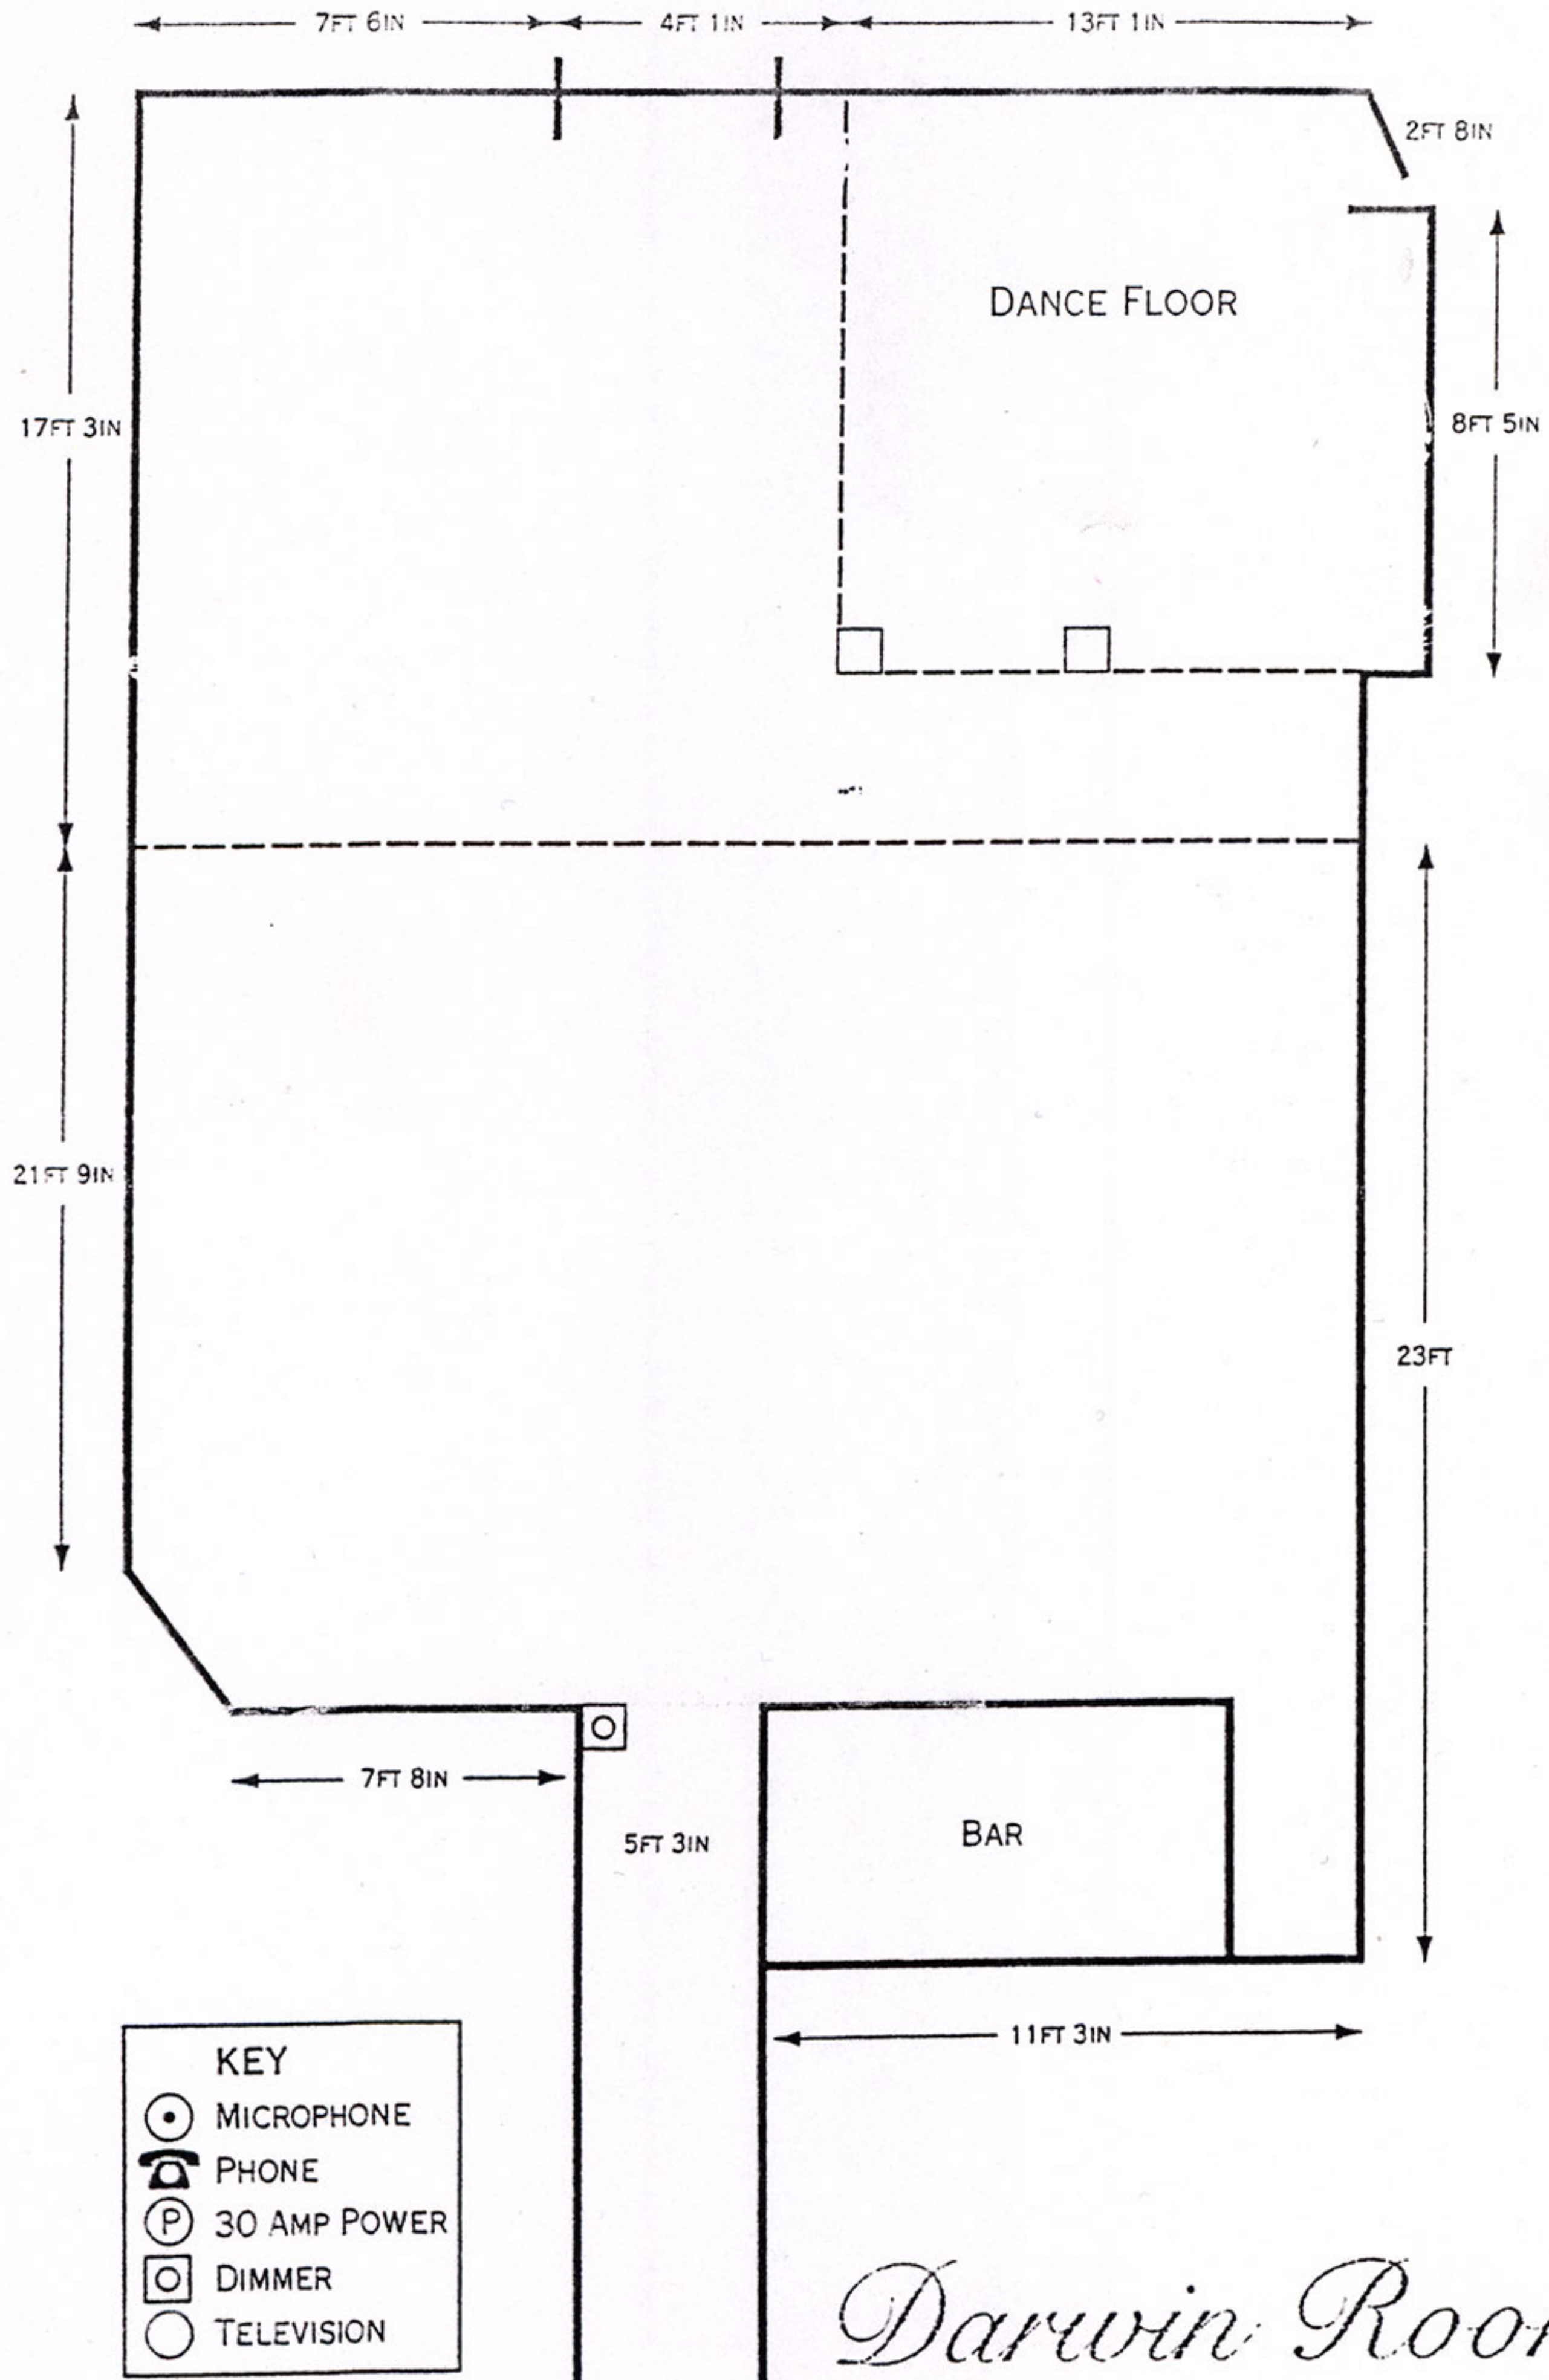 7FT 6IN
4FT 1IN
13FT 1IN
2FT 8IN
DANCE FLOOR
17FT 3IN
8FT 5IN
21FT 9IN
23FT
7FT 8IN
5FT 3IN
BAR
11FT 3IN
KEY
MICROPHONE
PHONE
P 30 AMP POWER
DIMMER
TELEVISION
Darwin Roo